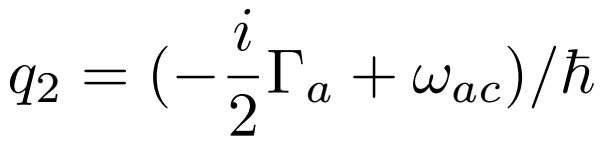 q_2 = (-\frac{i}{2}\Gamma_a + \omega_{ac})/\hbar